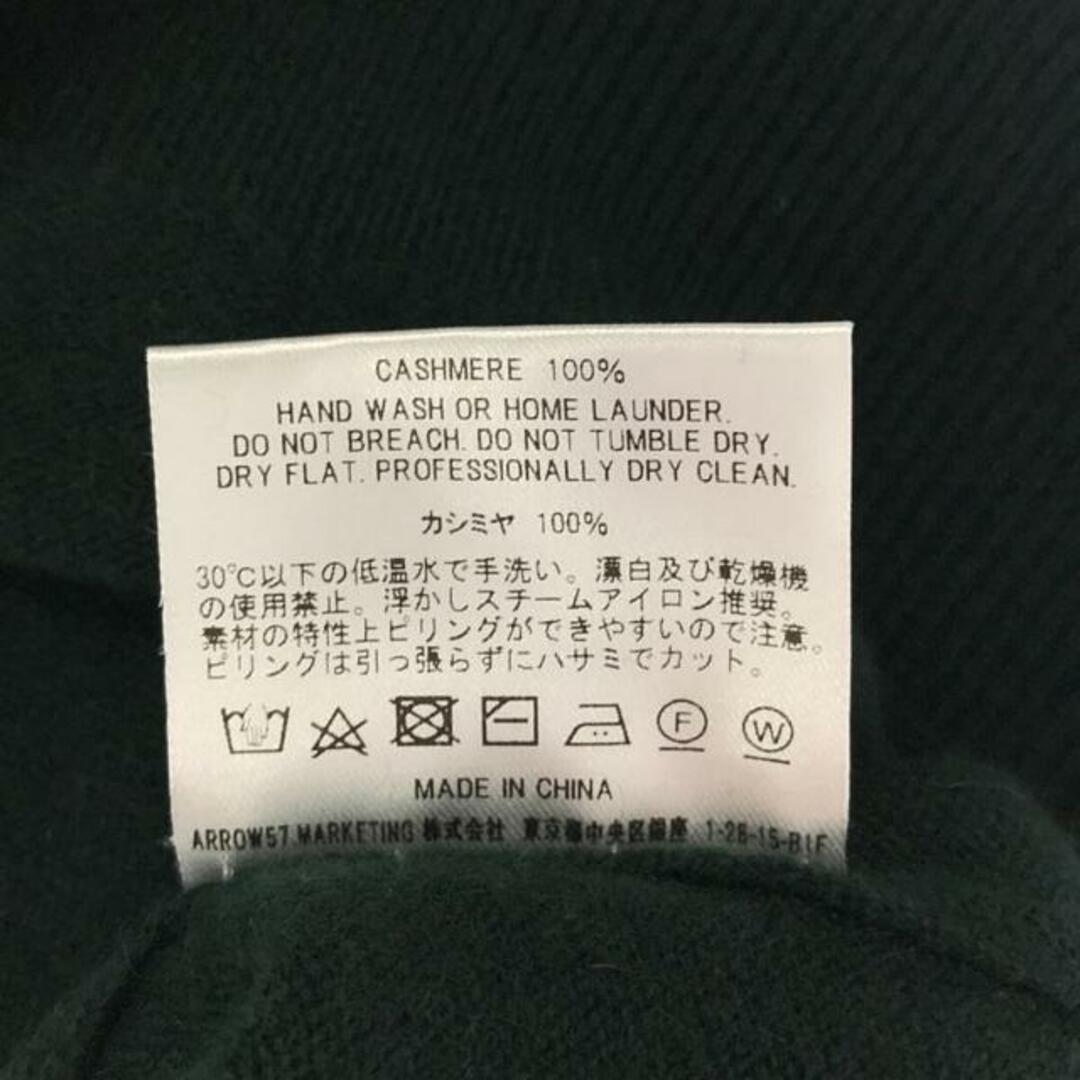 CASHMERE 100%
HAND WASH OR HOME LAUNDER.
DO NOT BREACH. DO NOT TUMBLE DRY.
DRY FLAT. PROFESSIONALLY DRY CLEAN.
カシミヤ 100%
30℃以下の低温水で手洗い。漂白及び乾燥機
の使用禁止。浮かしスチームアイロン推奨。
素材の特性上ピリングができやすいので注意。
ピリングは引っ張らずにハサミでカット。
F W
MADE IN CHINA
ARROW57 MARKETING 株式会社 東京都中央区銀座 1-28-15-B1F